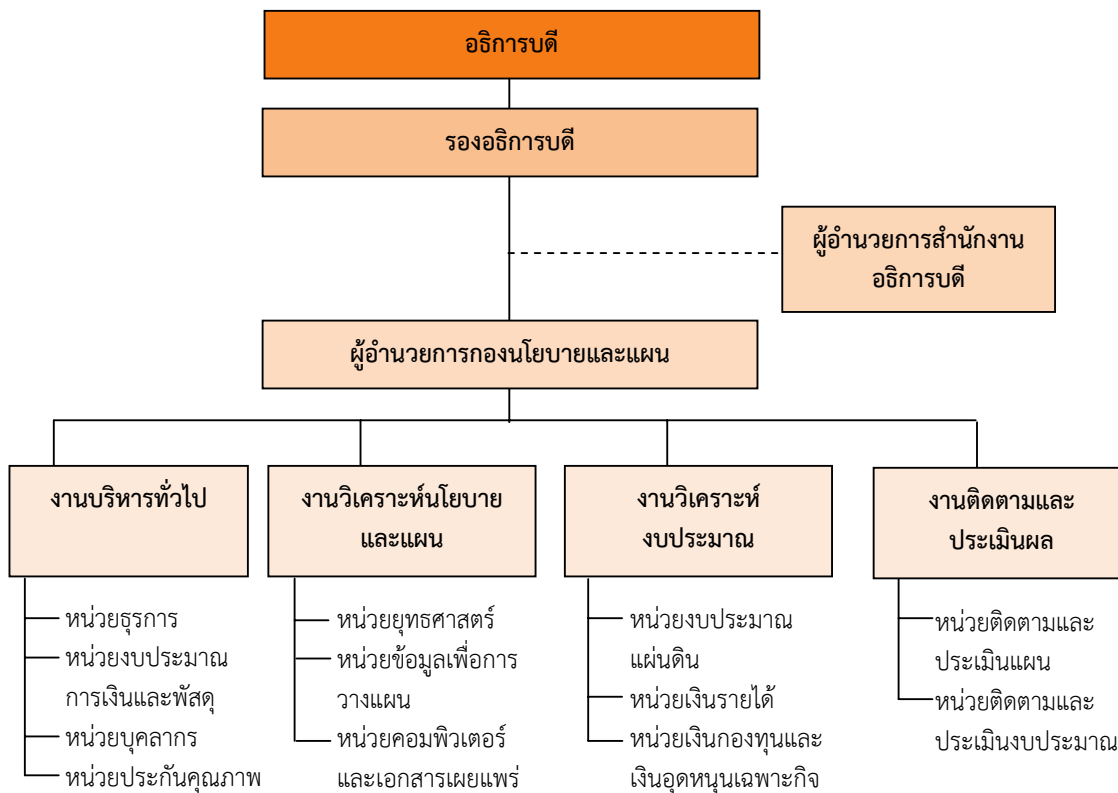 อธิการบดี
รองอธิการบดี
ผู้อำนวยการสำนักงาน
อธิการบดี
ผู้อำนวยการกองนโยบายและแผน
งานบริหารทั่วไป
หน่วยธุรการ
หน่วยงบประมาณ
การเงินและพัสดุ
หน่วยบุคลากร
หน่วยประกันคุณภาพ
งานวิเคราะห์นโยบาย
และแผน
หน่วยยุทธศาสตร์
หน่วยข้อมูลเพื่อการ
วางแผน
หน่วยคอมพิวเตอร์
และเอกสารเผยแพร่
งานวิเคราะห์
งบประมาณ
หน่วยงบประมาณ
แผ่นดิน
หน่วยเงินรายได้
หน่วยเงินกองทุนและ
เงินอุดหนุนเฉพาะกิจ
งานติดตามและ
ประเมินผล
หน่วยติดตามและ
ประเมินแผน
หน่วยติดตามและ
ประเมินงบประมาณ